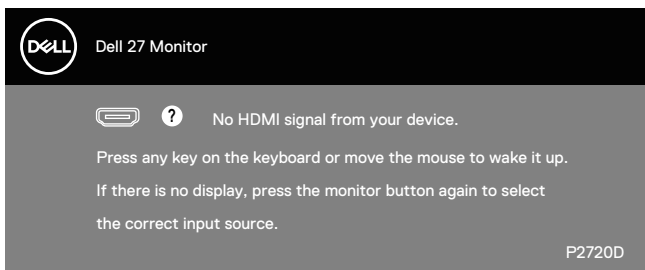 DELL
Dell 27 Monitor
? No HDMI signal from your device.
Press any key on the keyboard or move the mouse to wake it up.
If there is no display, press the monitor button again to select
the correct input source.
P2720D